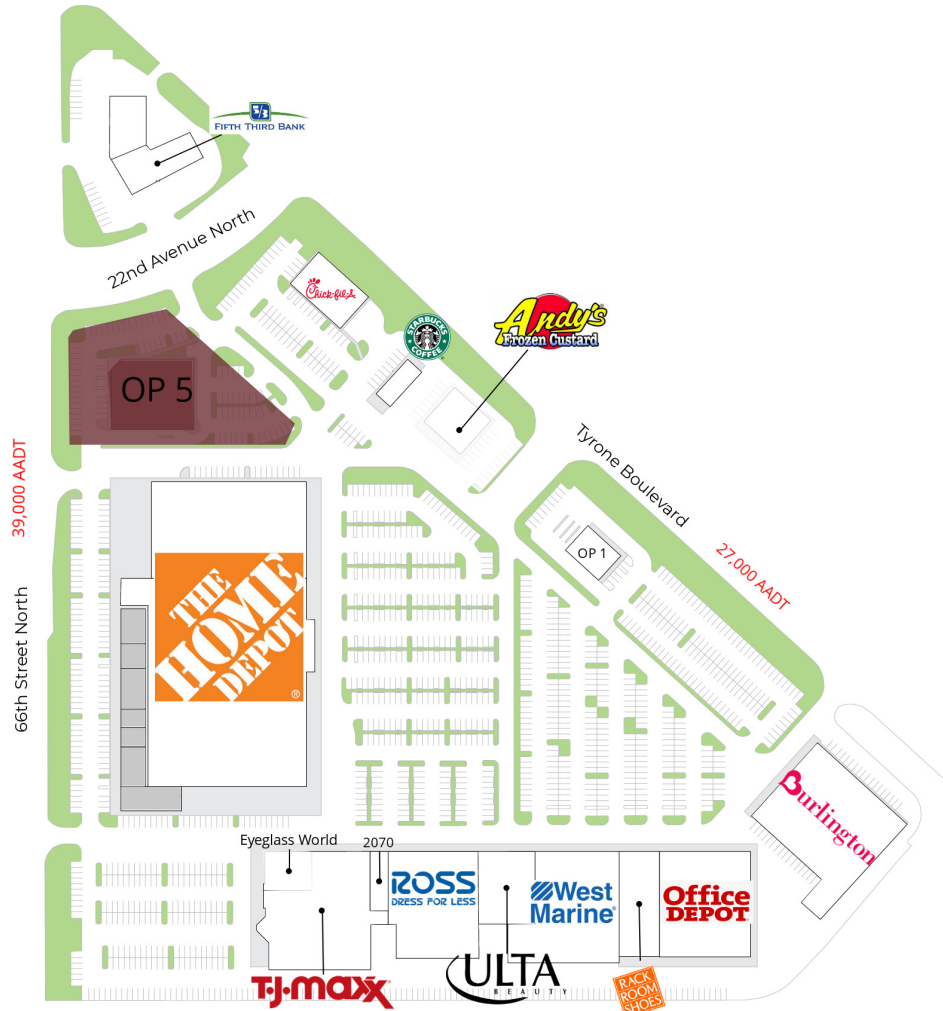 FIFTH THIRD BANK
22nd Avenue North
Chick-fil-A
STARBUCKS
COFFEE
Andy's
Frozen Custard
OP 5
Tyrone Boulevard
39,000 AADT
OP 1
27,000 AADT
66th Street North
THE
HOME
DEPOT
®
Burlington
Eyeglass World
2070
ROSS
DRESS FOR LESS
West
Marine®
Office
DEPOT
T·J·maxx
ULTA
BEAUTY
RACK
ROOM
SHOES